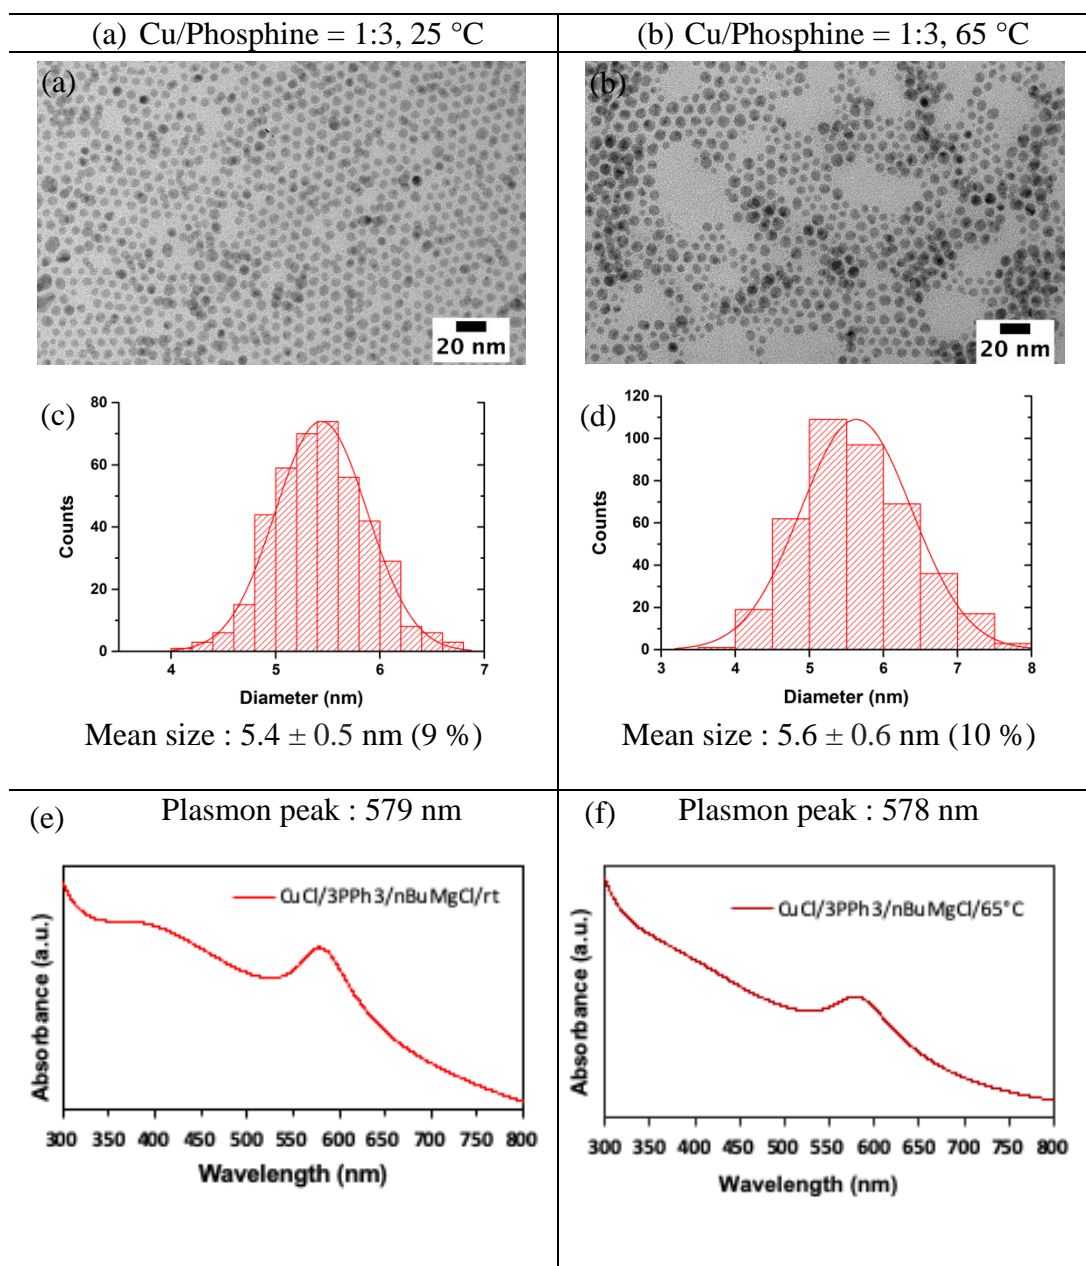 (a) Cu/Phosphine = 1:3, 25 °C
(b) Cu/Phosphine = 1:3, 65 °C
(a)
20 nm
(b)
20 nm
(c)
80
60
40
20
0
Counts
4 5 6 7
Diameter (nm)
Mean size : 5.4 ± 0.5 nm (9 %)
(d)
120
100
80
60
40
20
0
Counts
3 4 5 6 7 8
Diameter (nm)
Mean size : 5.6 ± 0.6 nm (10 %)
(e)
Plasmon peak : 579 nm
CuCl/3PPh3/nBuMgCl/rt
Absorbance (a.u.)
300 350 400 450 500 550 600 650 700 750 800
Wavelength (nm)
(f)
Plasmon peak : 578 nm
CuCl/3PPh3/nBuMgCl/65°C
Absorbance (a.u.)
300 350 400 450 500 550 600 650 700 750 800
Wavelength (nm)